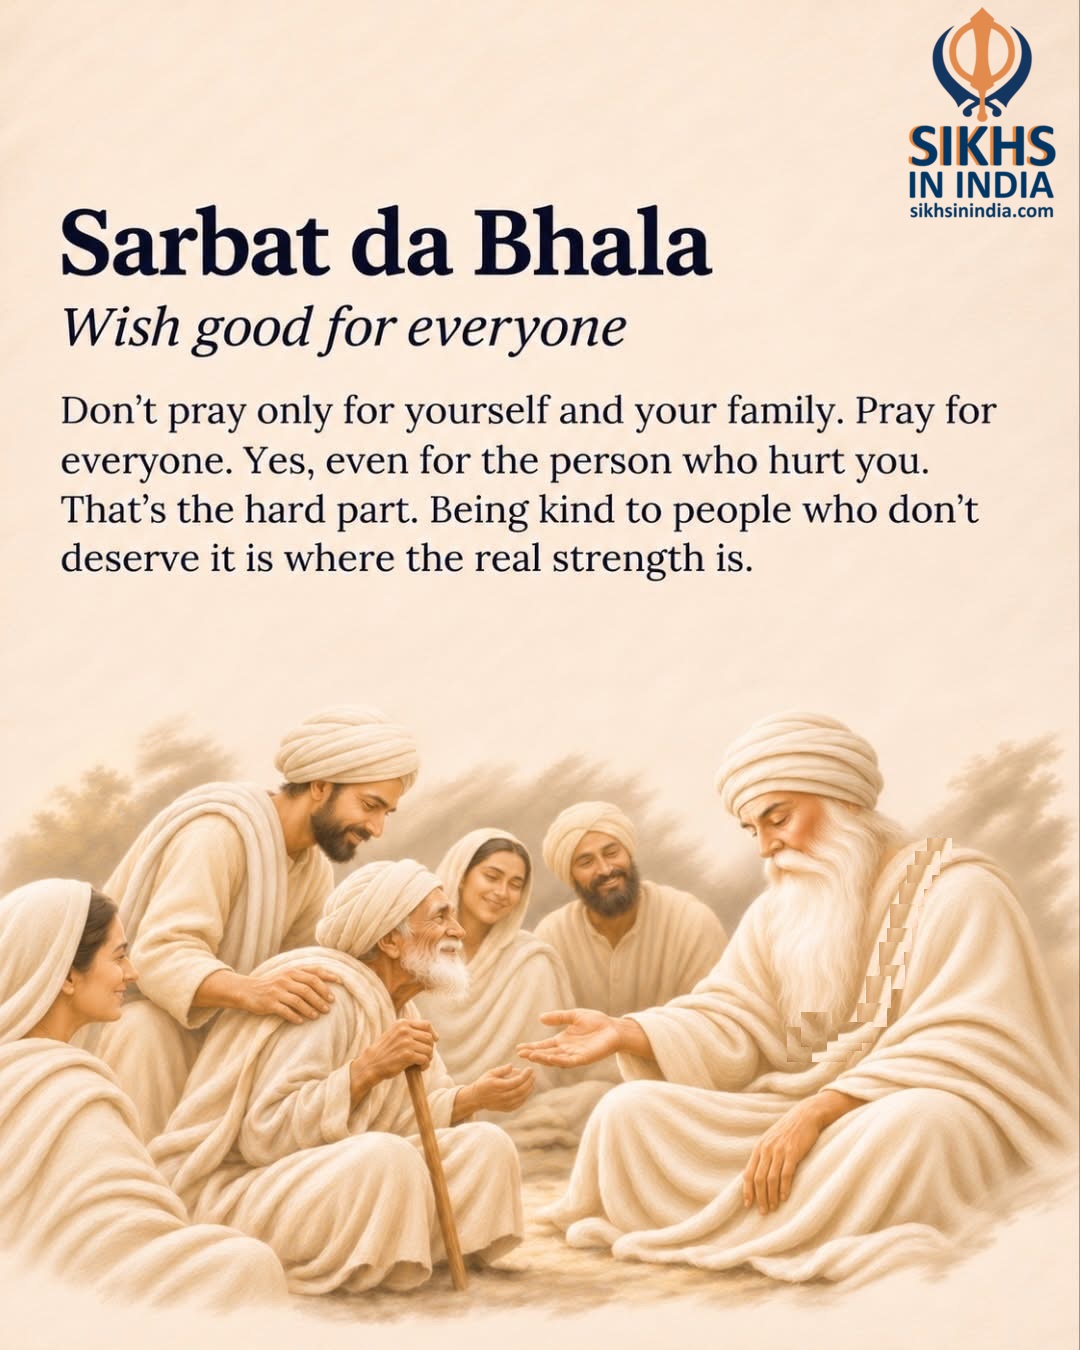 SIKHS
IN INDIA
sikhsinindia.com
Sarbat da Bhala
Wish good for everyone
Don’t pray only for yourself and your family. Pray for
everyone. Yes, even for the person who hurt you.
That’s the hard part. Being kind to people who don’t
deserve it is where the real strength is.